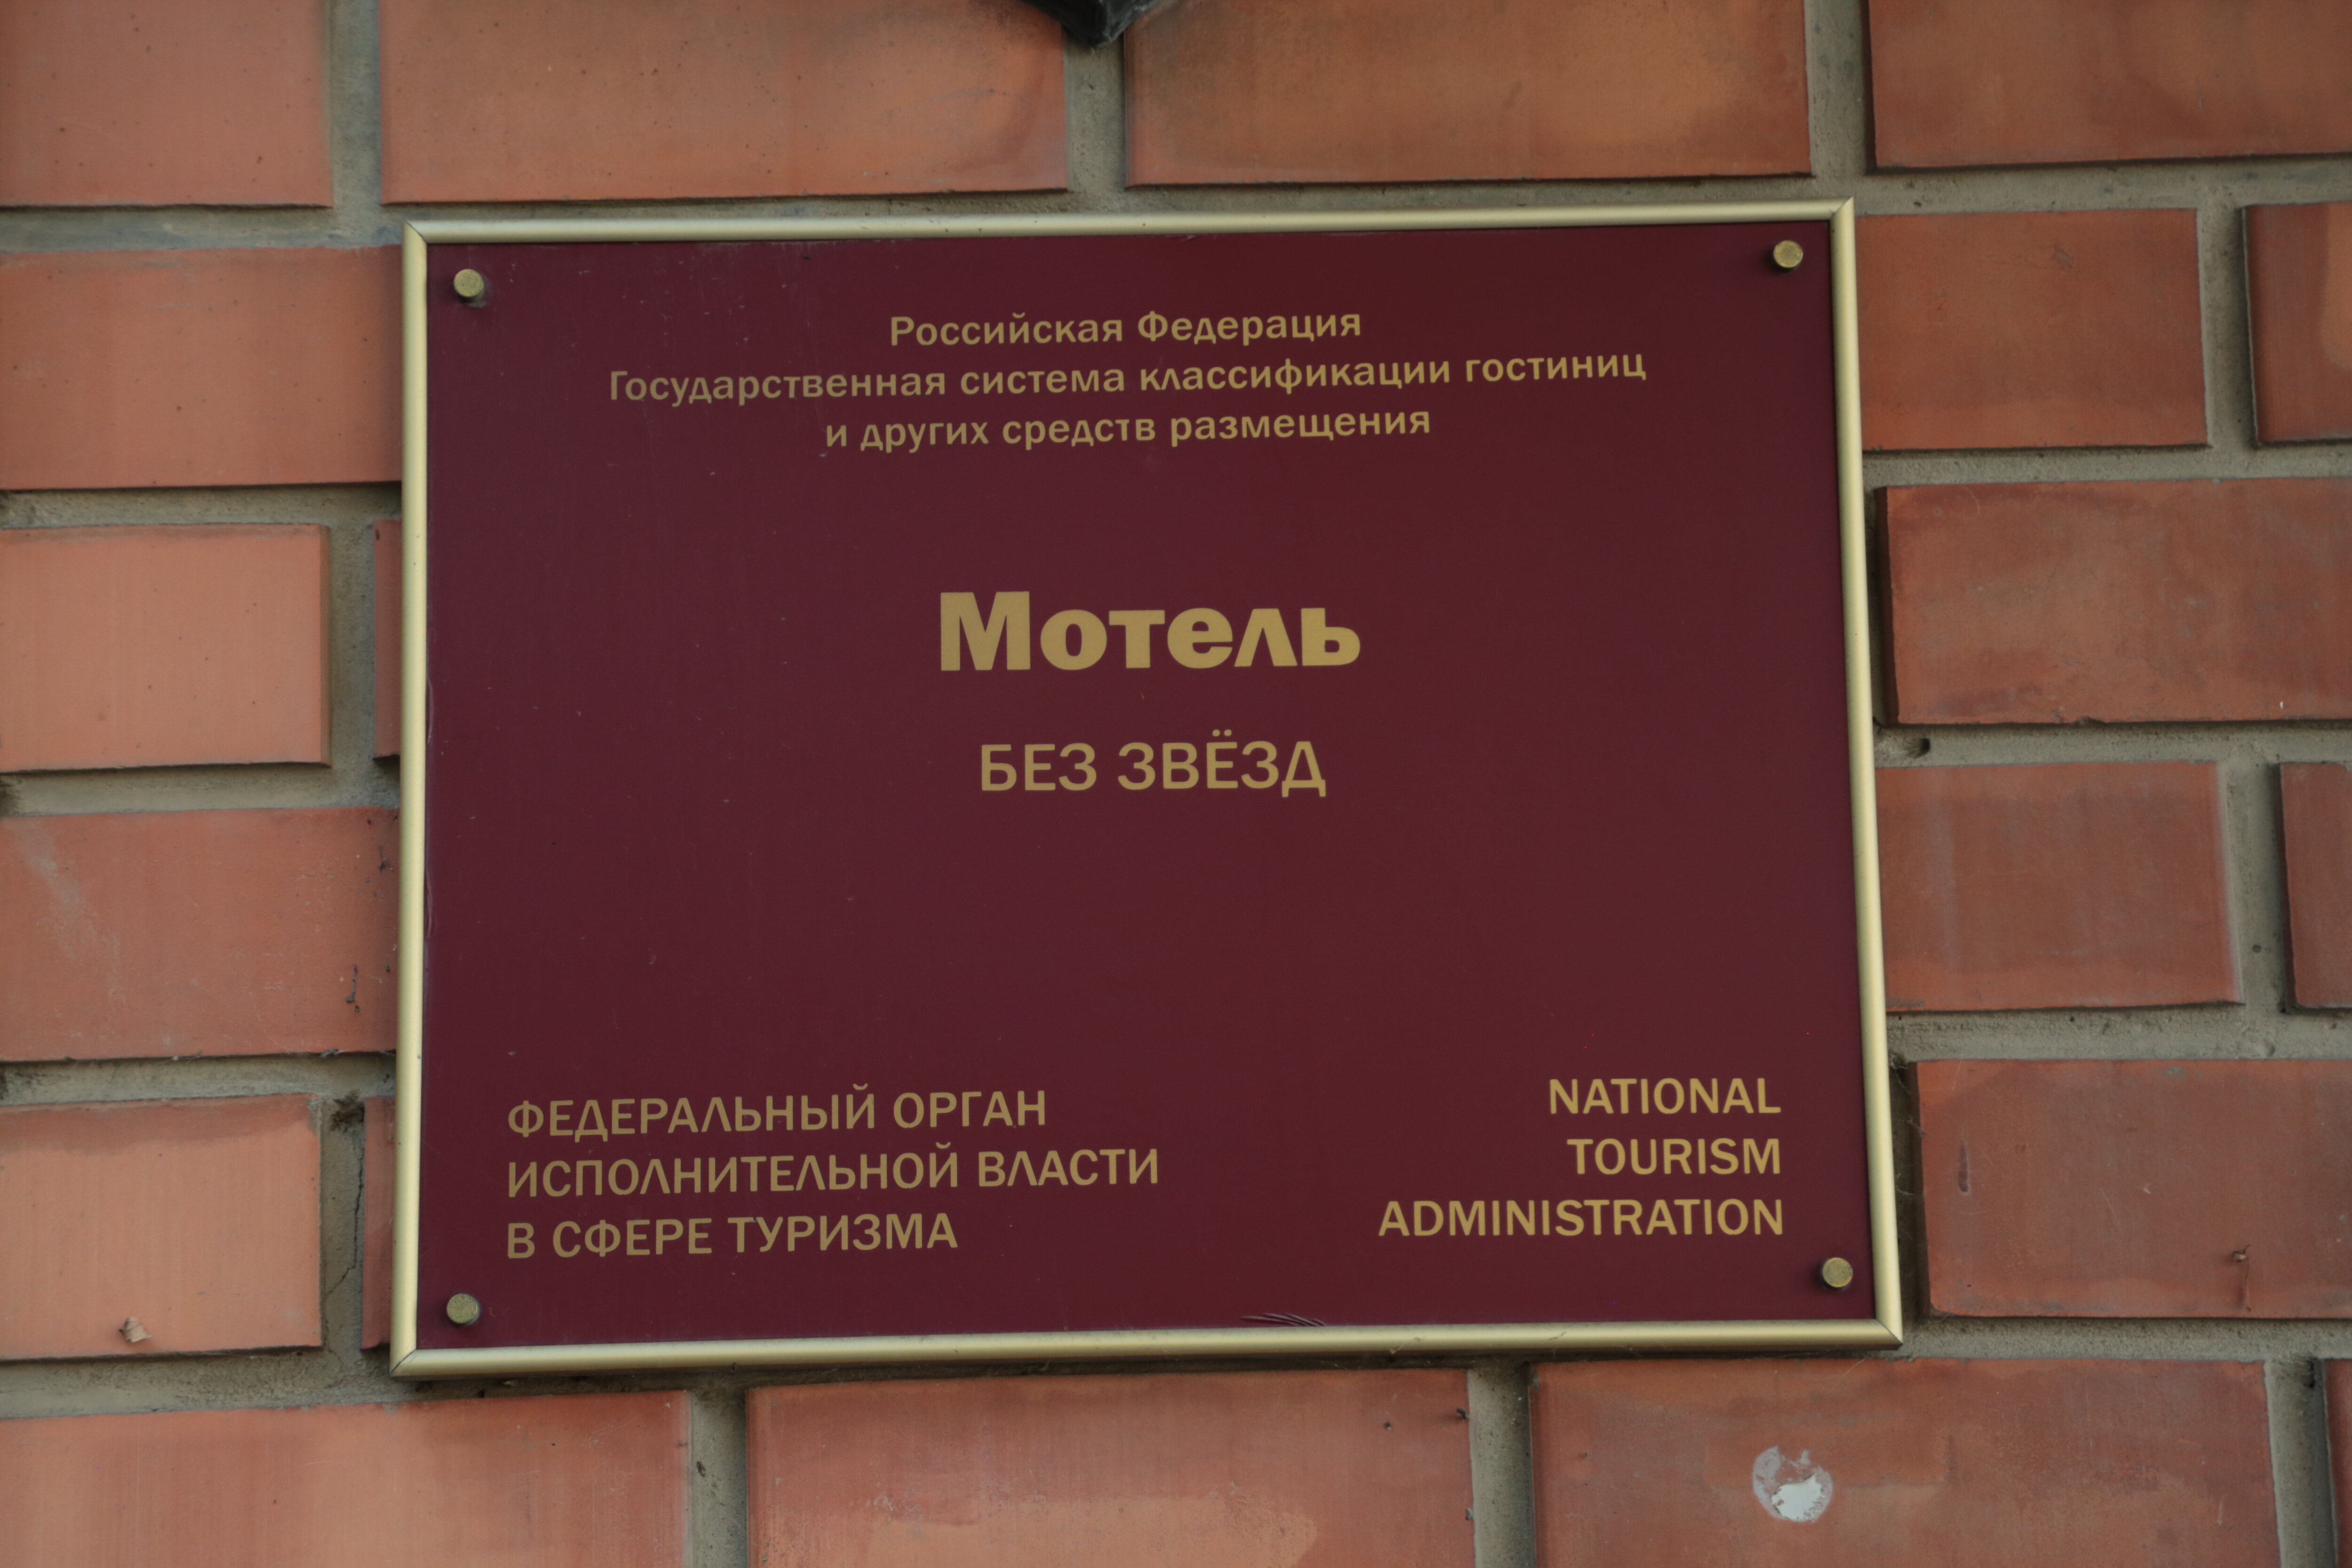 Российская Федерация
Государственная система классификации гостиниц
и других средств размещения
Мотель
БЕЗ ЗВЁЗД
ФЕДЕРАЛЬНЫЙ ОРГАН
ИСПОЛНИТЕЛЬНОЙ ВЛАСТИ
В СФЕРЕ ТУРИЗМА
NATIONAL
TOURISM
ADMINISTRATION